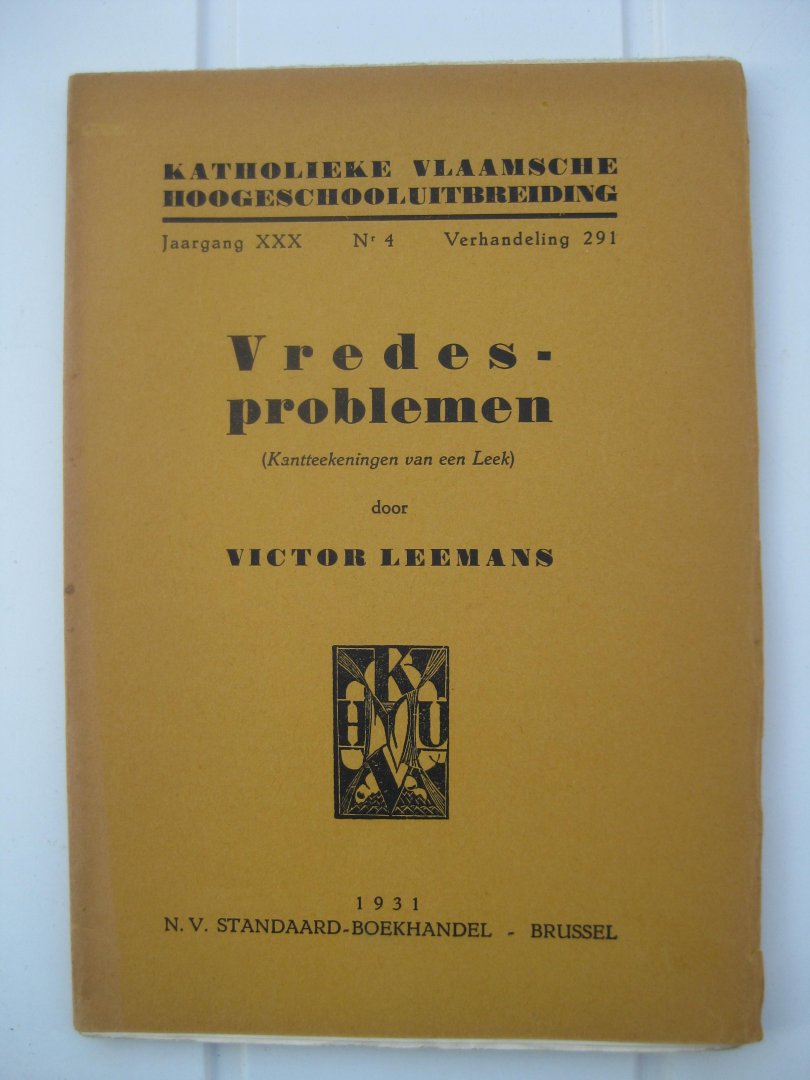 KATHOLIEKE VLAAMSCHE
HOOGESCHOOLUITBREIDING
Jaargang XXX Nr 4 Verhandeling 291
Vredes-
problemen
(Kantteekeningen van een Leek)
door
VICTOR LEEMANS
K
H U
V
1931
N. V. STANDAARD-BOEKHANDEL - BRUSSEL